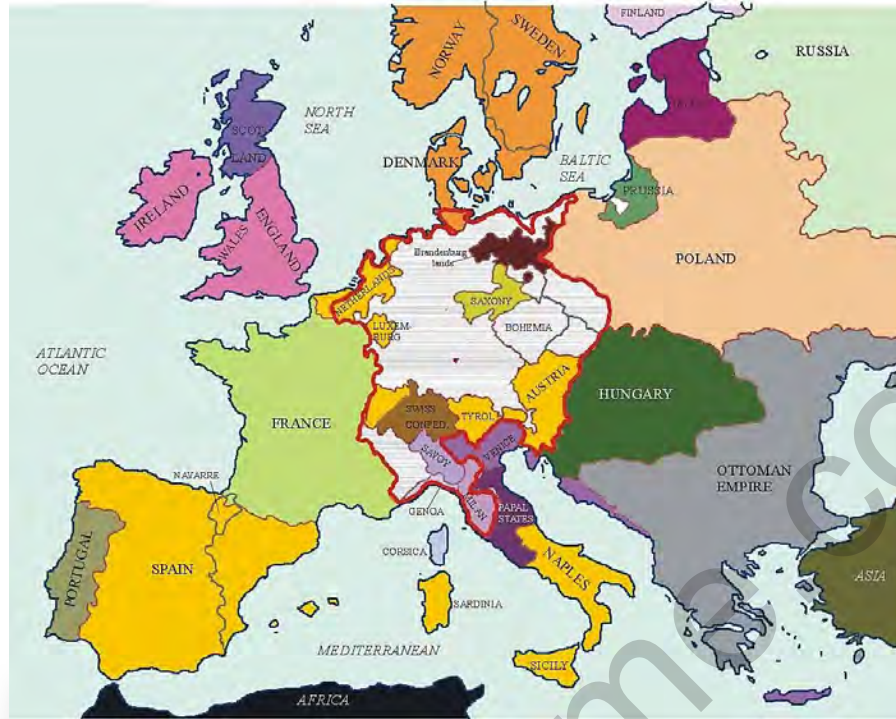 FINLAND
NORWAY
SWEDEN
RUSSIA
NORTH
SEA
SCOT
LAND
DENMARK
BALTIC
SEA
PRUSSIA
IRELAND
WALES
ENGLAND
Brandenburg
lands
POLAND
NETHERLANDS
SAXONY
LUXEM-
BURG
BOHEMIA
ATLANTIC
OCEAN
AUSTRIA
HUNGARY
FRANCE
SWISS
CONFED.
TYROL
SAVOY
VENICE
OTTOMAN
EMPIRE
NAVARRE
GENOA
MILAN
PAPAL
STATES
PORTUGAL
SPAIN
CORSICA
NAPLES
ASIA
SARDINIA
MEDITERRANEAN
SICILY
AFRICA